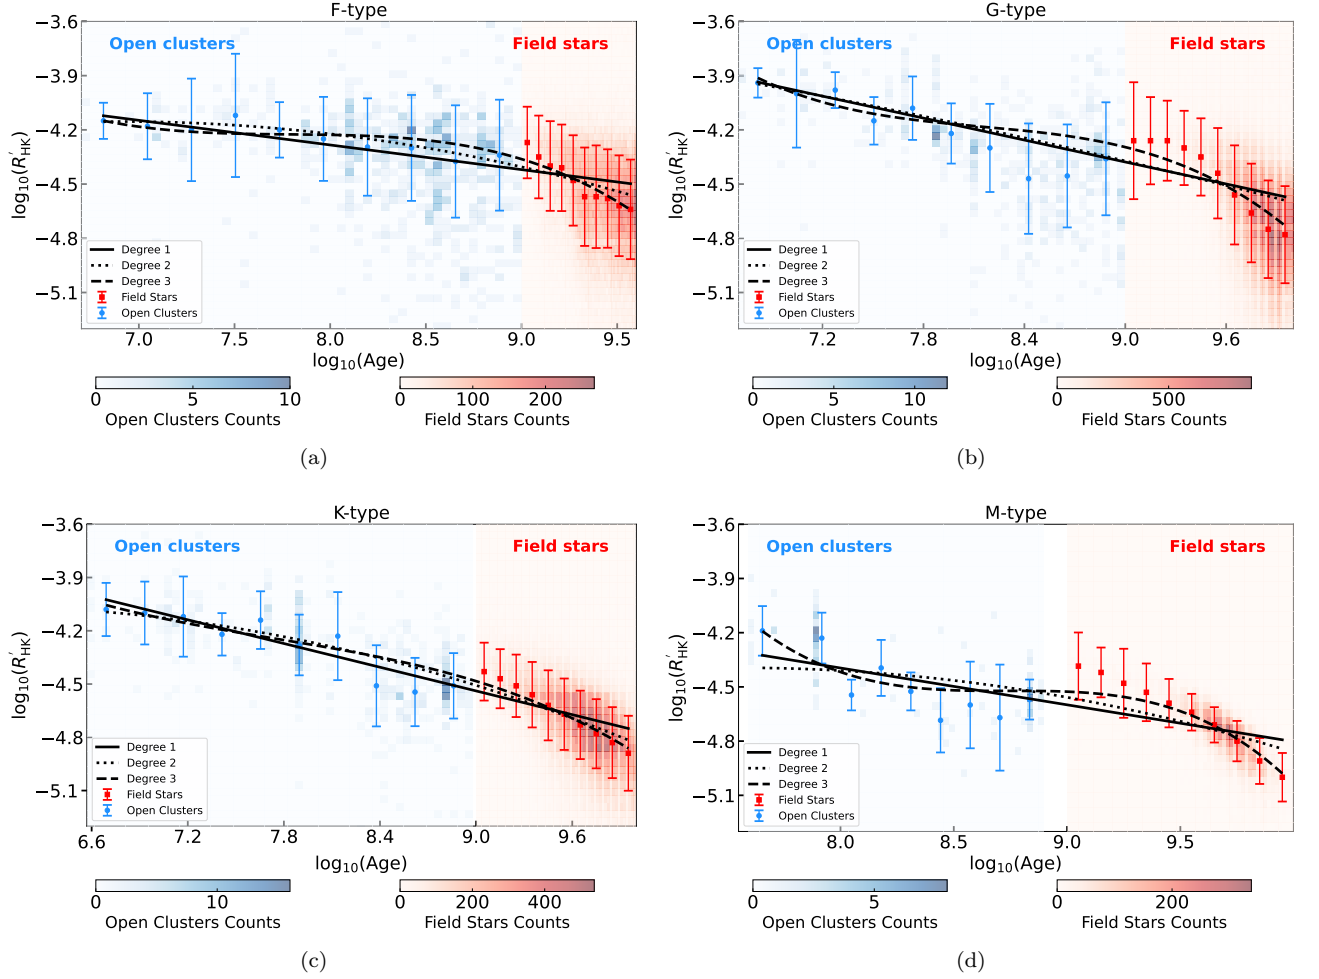 F-type
−3.6
−3.9
−4.2
−4.5
−4.8
−5.1
log10(R′HK)
Open clusters
Field stars
Degree 1
Degree 2
Degree 3
Field Stars
Open Clusters
7.0 7.5 8.0 8.5 9.0 9.5
log10(Age)
0 5 10
Open Clusters Counts
0 100 200
Field Stars Counts
(a)
G-type
−3.6
−3.9
−4.2
−4.5
−4.8
−5.1
log10(R′HK)
Open clusters
Field stars
Degree 1
Degree 2
Degree 3
Field Stars
Open Clusters
7.2 7.8 8.4 9.0 9.6
log10(Age)
0 5 10
Open Clusters Counts
0 500
Field Stars Counts
(b)
K-type
−3.6
−3.9
−4.2
−4.5
−4.8
−5.1
log10(R′HK)
Open clusters
Field stars
Degree 1
Degree 2
Degree 3
Field Stars
Open Clusters
6.6 7.2 7.8 8.4 9.0 9.6
log10(Age)
0 10
Open Clusters Counts
0 200 400
Field Stars Counts
(c)
M-type
−3.6
−3.9
−4.2
−4.5
−4.8
−5.1
log10(R′HK)
Open clusters
Field stars
Degree 1
Degree 2
Degree 3
Field Stars
Open Clusters
8.0 8.5 9.0 9.5
log10(Age)
0 5
Open Clusters Counts
0 200
Field Stars Counts
(d)